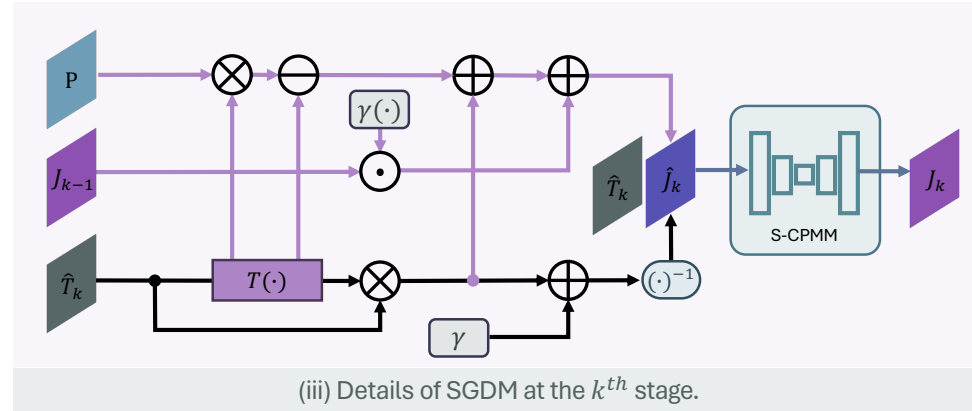 P
γ(·)
J_{k−1}
T̂_k
Ĵ_k
J_k
S-CPMM
T̂_k
T(·)
(·)^{−1}
γ
(iii) Details of SGDM at the k^{th} stage.